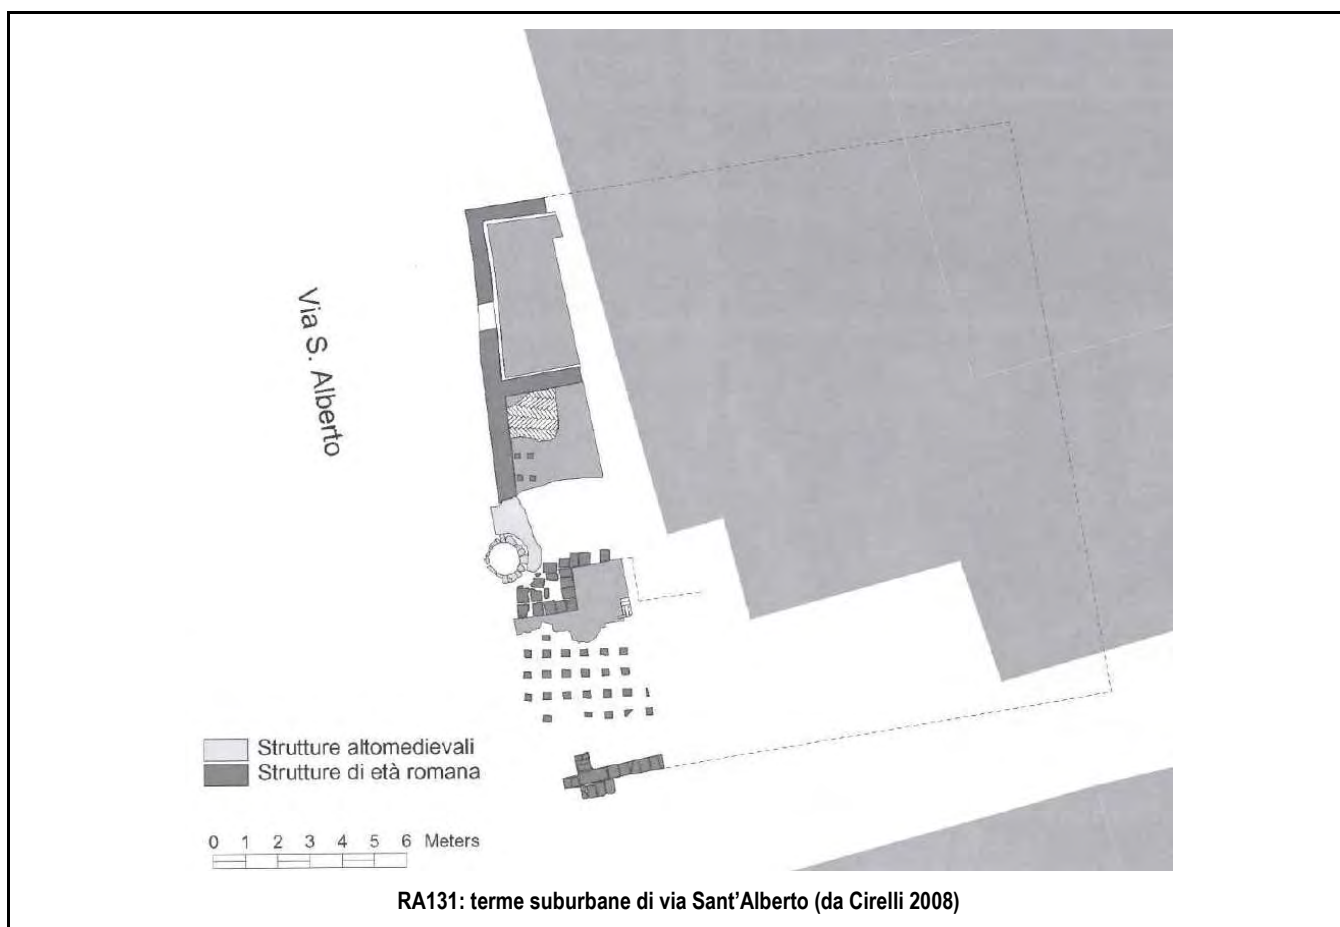 Via S. Alberto
Strutture altomedievali
Strutture di età romana
0 1 2 3 4 5 6 Meters
RA131: terme suburbane di via Sant'Alberto (da Cirelli 2008)